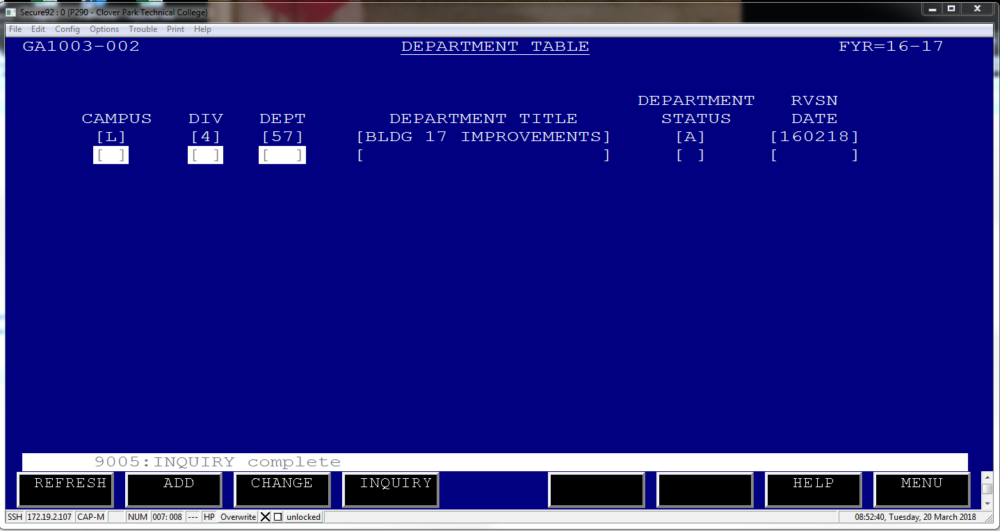 Secure92 : 0 {P290 - Clover Park Technical College}
File Edit Config Options Trouble Print Help
GA1003-002 DEPARTMENT TABLE FYR=16-17
DEPARTMENT RVSN
CAMPUS DIV DEPT DEPARTMENT TITLE STATUS DATE
[L] [4] [57] [BLDG 17 IMPROVEMENTS] [A] [160218]
[ ] [ ] [ ] [ ] [ ] [ ]
9005:INQUIRY complete
REFRESH ADD CHANGE INQUIRY HELP MENU
SSH 172.19.2.107 CAP-M NUM 007: 008 --- HP Overwrite unlocked 08:52:40, Tuesday, 20 March 2018